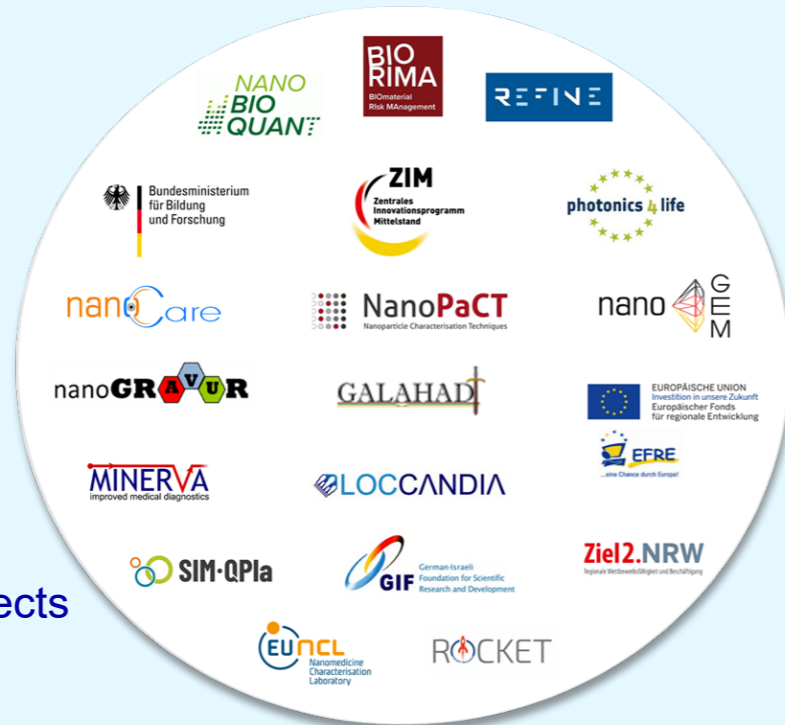 NANO
BIO
QUANT
BIO
RIMA
BIOmaterial
RIsk MAnagement
REFINE
Bundesministerium
für Bildung
und Forschung
ZIM
Zentrales
Innovationsprogramm
Mittelstand
photonics4life
nanoCare
NanoPaCT
Nanoparticle Characterisation Techniques
nano GEM
nanoGRAVUR
GALAHAD
EUROPÄISCHE UNION
Investition in unsere Zukunft
Europäischer Fonds
für regionale Entwicklung
EFRE
...eine Chance durch Europa!
MINERVA
improved medical diagnostics
LOCCANDIA
SIM·QPla
GIF
German-Israeli
Foundation for Scientific
Research and Development
Ziel2.NRW
Regionale Wettbewerbsfähigkeit und Beschäftigung
ects
EUNCL
Nanomedicine
Characterisation
Laboratory
ROCKET